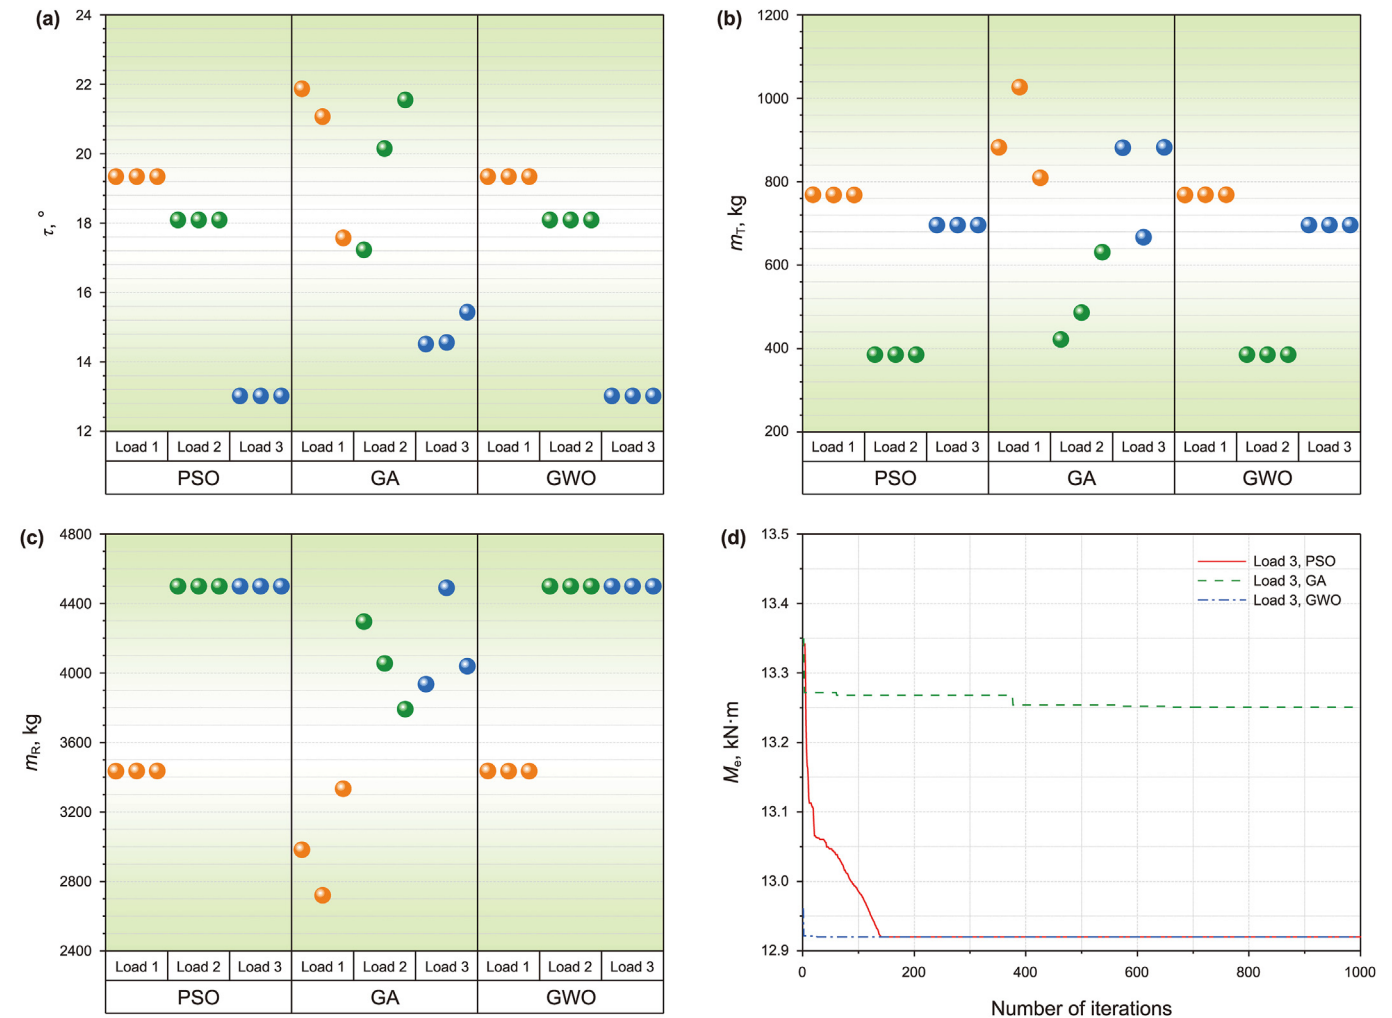 (a)
24
22
20
18
16
14
12
τ, °
Load 1 Load 2 Load 3 Load 1 Load 2 Load 3 Load 1 Load 2 Load 3
PSO GA GWO
(b)
1200
1000
800
600
400
200
mT, kg
Load 1 Load 2 Load 3 Load 1 Load 2 Load 3 Load 1 Load 2 Load 3
PSO GA GWO
(c)
4800
4400
4000
3600
3200
2800
2400
mR, kg
Load 1 Load 2 Load 3 Load 1 Load 2 Load 3 Load 1 Load 2 Load 3
PSO GA GWO
(d)
13.5
13.4
13.3
13.2
13.1
13.0
12.9
Me, kN·m
Load 3, PSO
Load 3, GA
Load 3, GWO
0 200 400 600 800 1000
Number of iterations